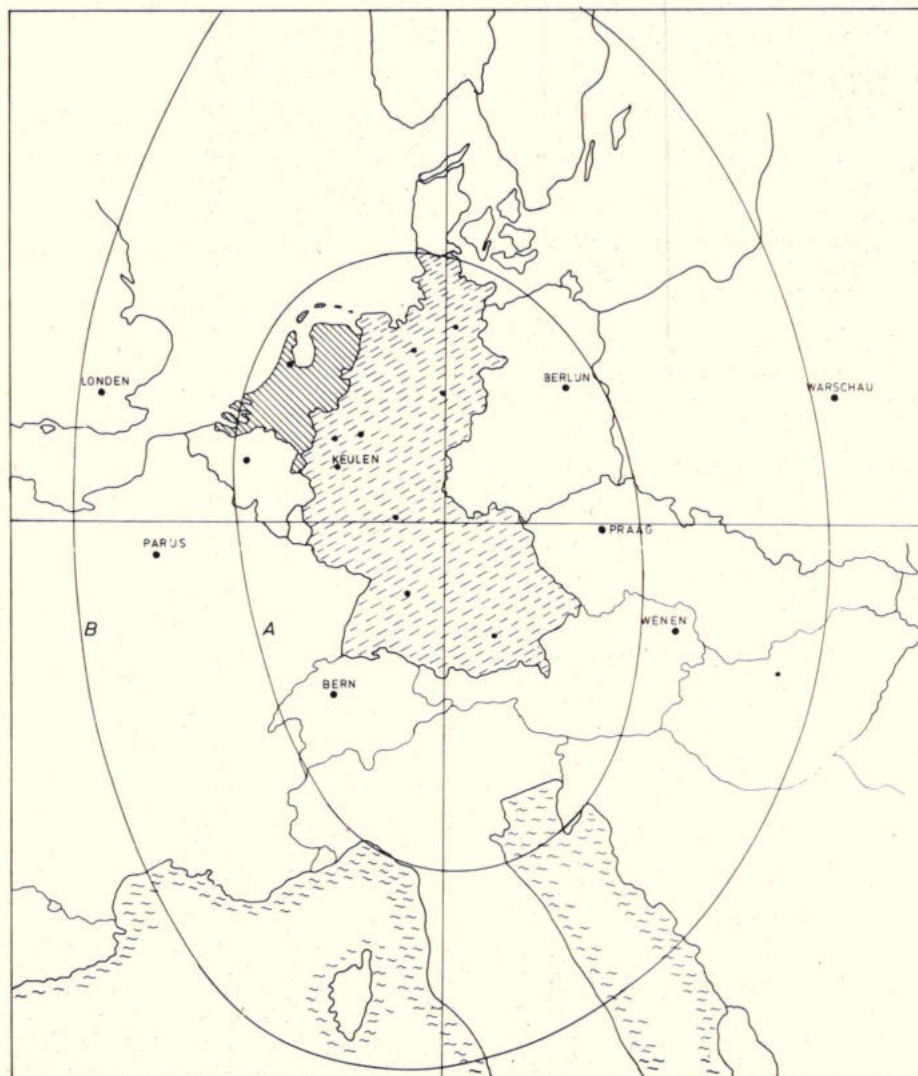 LONDEN
BERLIJN
WARSCHAU
KEULEN
PARIJS
PRAAG
B
A
WENEN
BERN